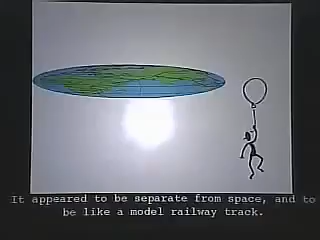 It appeared to be separate from space, and to
be like a model railway track.